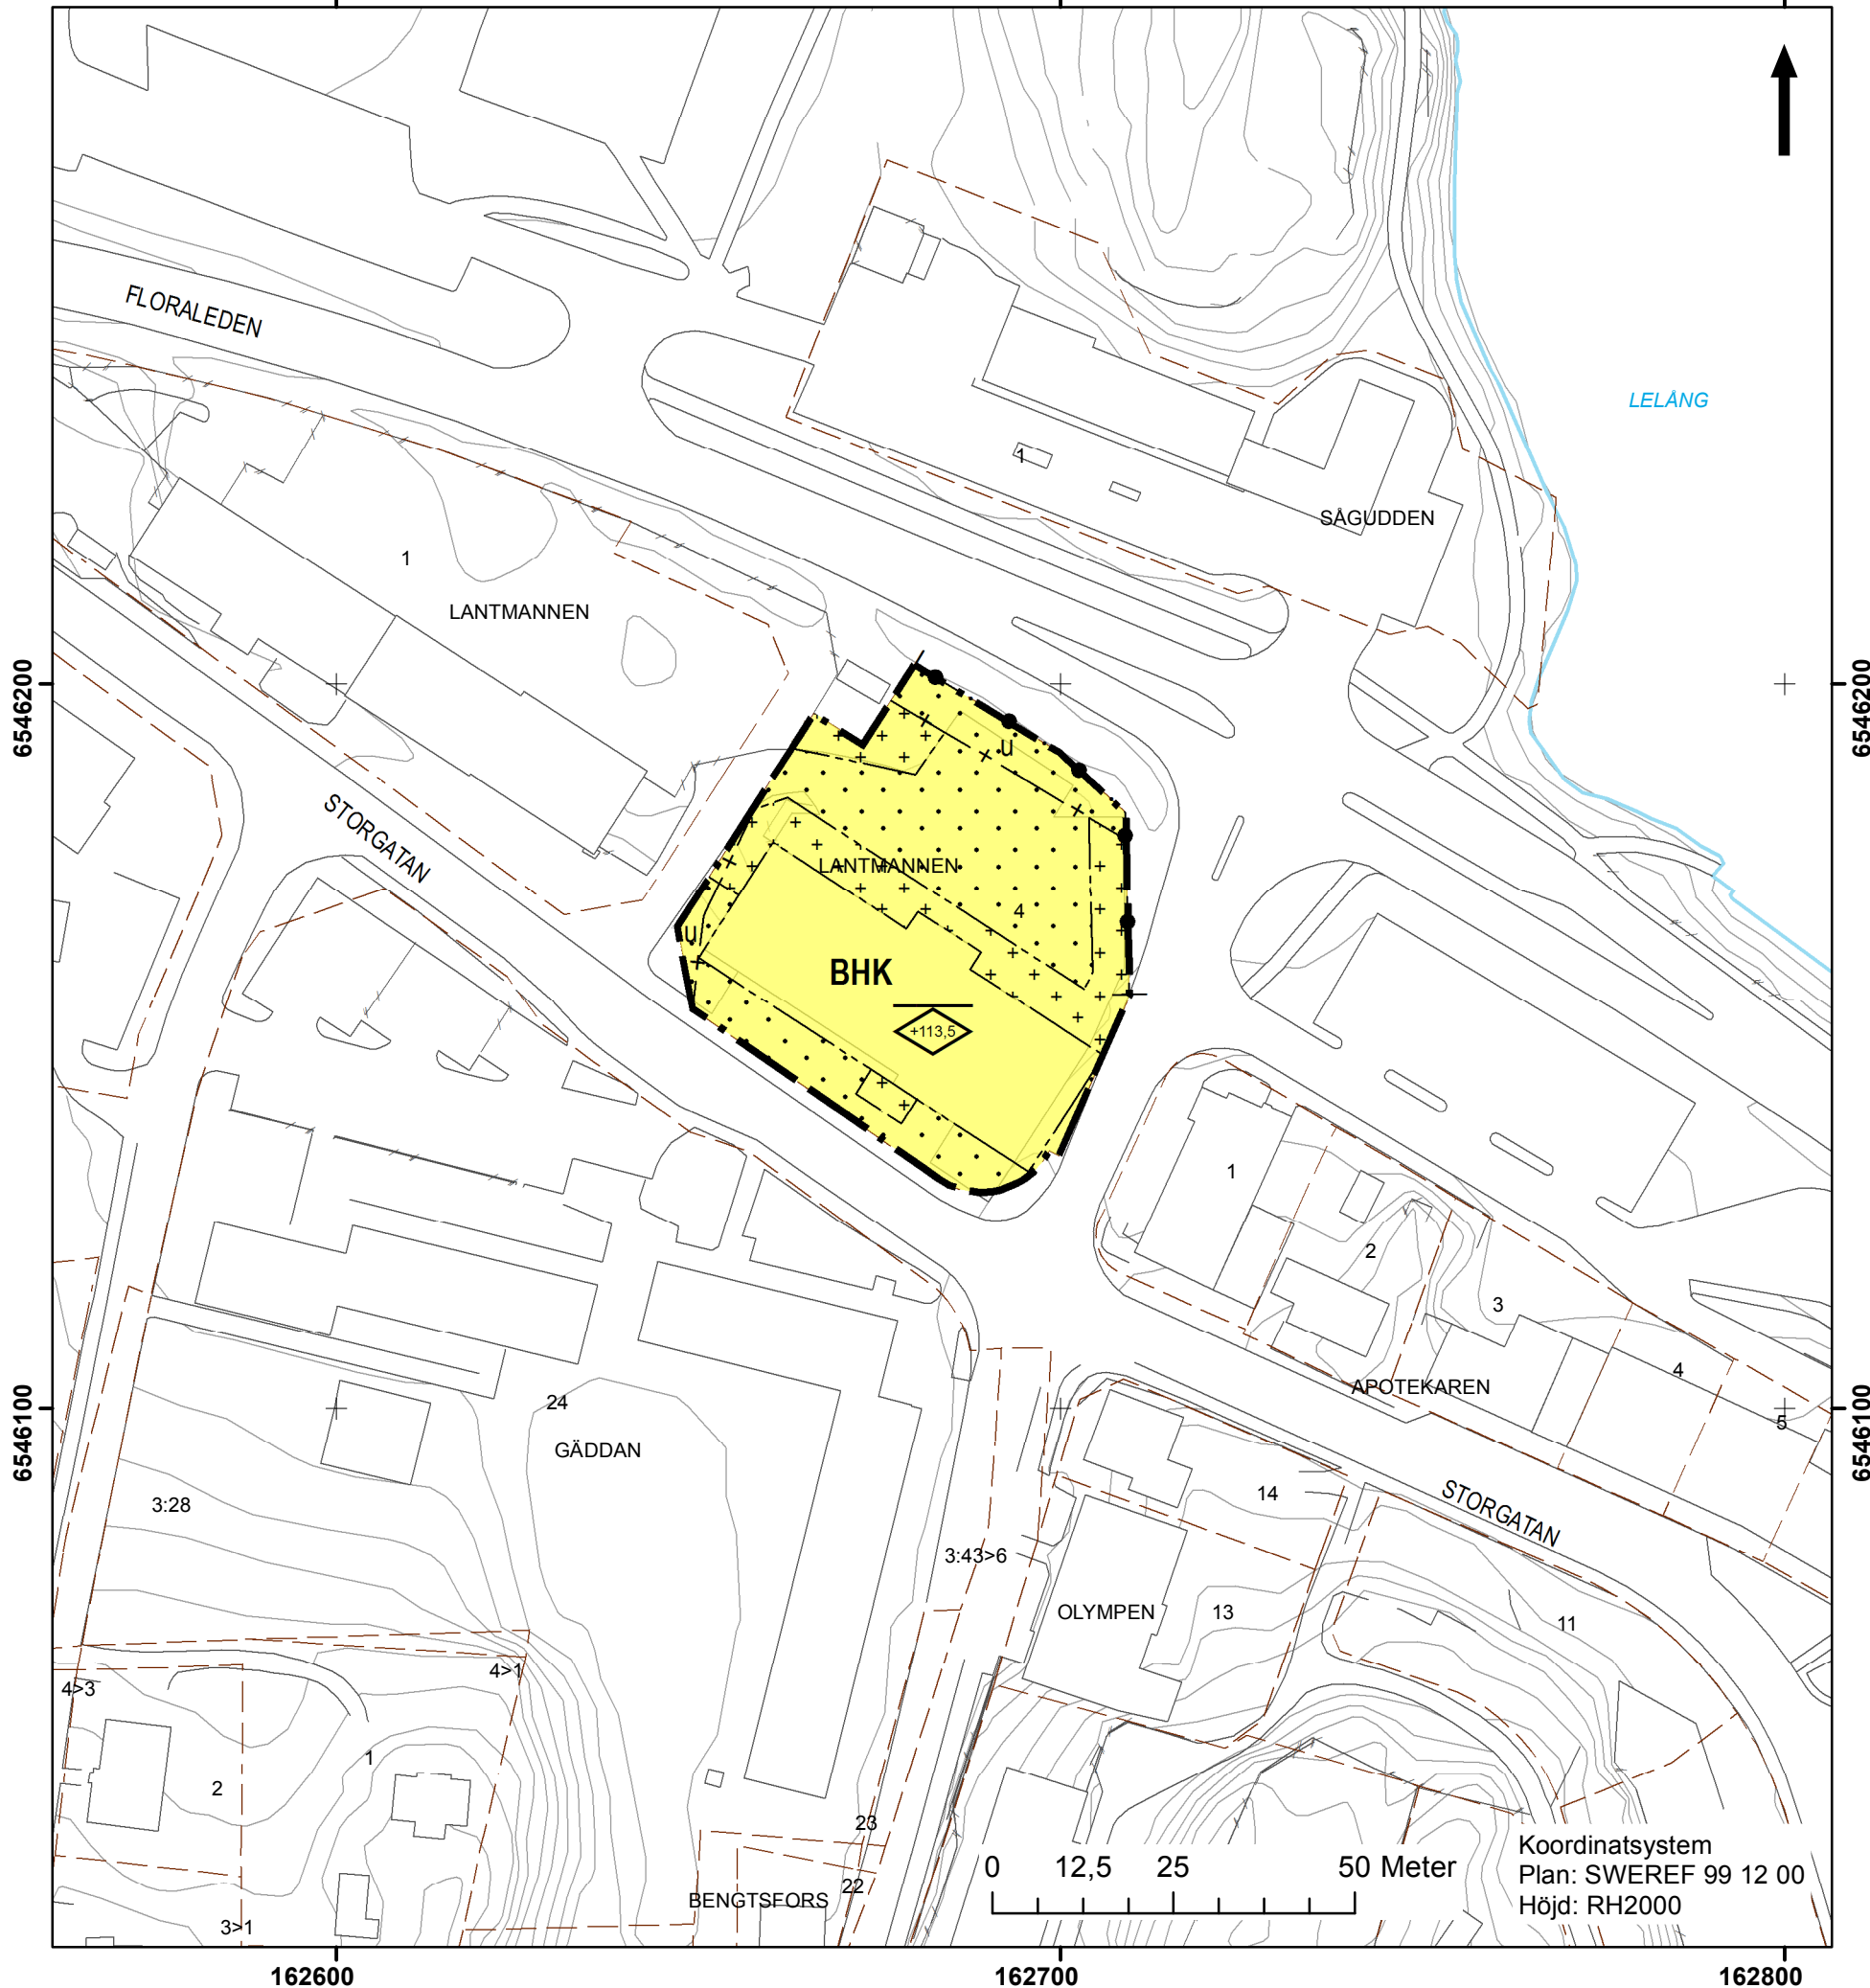 FLORALEDEN
LELÅNG
1
SÅGUDDEN
1
LANTMANNEN
6546200
6546200
u
STORGATAN
LANTMANNEN
4
u
BHK
+113,5
1
2
3
4
APOTEKAREN
5
6546100
6546100
24
GÄDDAN
3:28
14
STORGATAN
3:43>6
OLYMPEN
13
11
4>1
4>3
1
2
23
22
BENGTSFORS
3>1
0 12,5 25 50 Meter
Koordinatsystem
Plan: SWEREF 99 12 00
Höjd: RH2000
162600
162700
162800